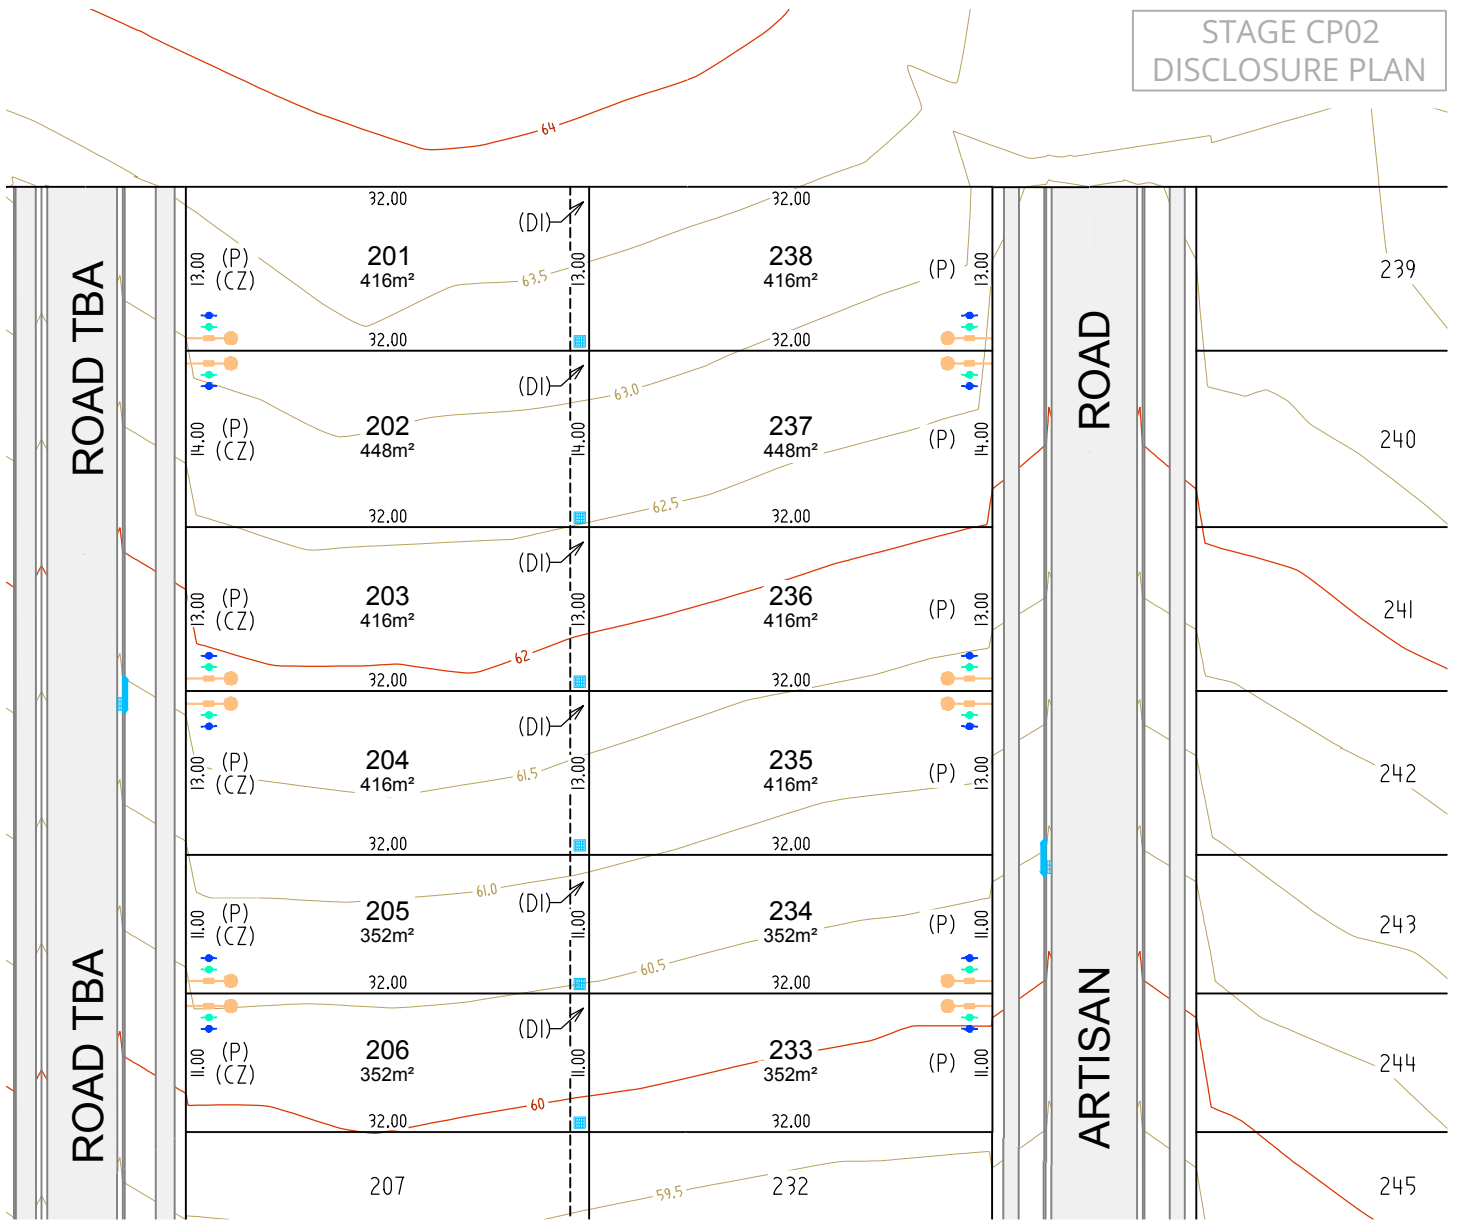 STAGE CP02
DISCLOSURE PLAN
64
32.00
32.00
(DI)
201
416m²
238
416m²
13.00
(P)
(CZ)
63.5
13.00
(P)
13.00
239
32.00
32.00
ROAD TBA
ROAD
(DI)
63.0
202
448m²
237
448m²
14.00
(P)
(CZ)
14.00
(P)
14.00
240
62.5
32.00
32.00
(DI)
203
416m²
236
416m²
13.00
(P)
(CZ)
13.00
(P)
13.00
241
62
32.00
32.00
(DI)
204
416m²
235
416m²
13.00
(P)
(CZ)
61.5
13.00
(P)
13.00
242
32.00
32.00
61.0
(DI)
205
352m²
234
352m²
11.00
(P)
(CZ)
11.00
(P)
11.00
243
60.5
32.00
32.00
ROAD TBA
ARTISAN
(DI)
206
352m²
233
352m²
11.00
(P)
(CZ)
11.00
(P)
11.00
244
60
32.00
32.00
207
59.5
232
245